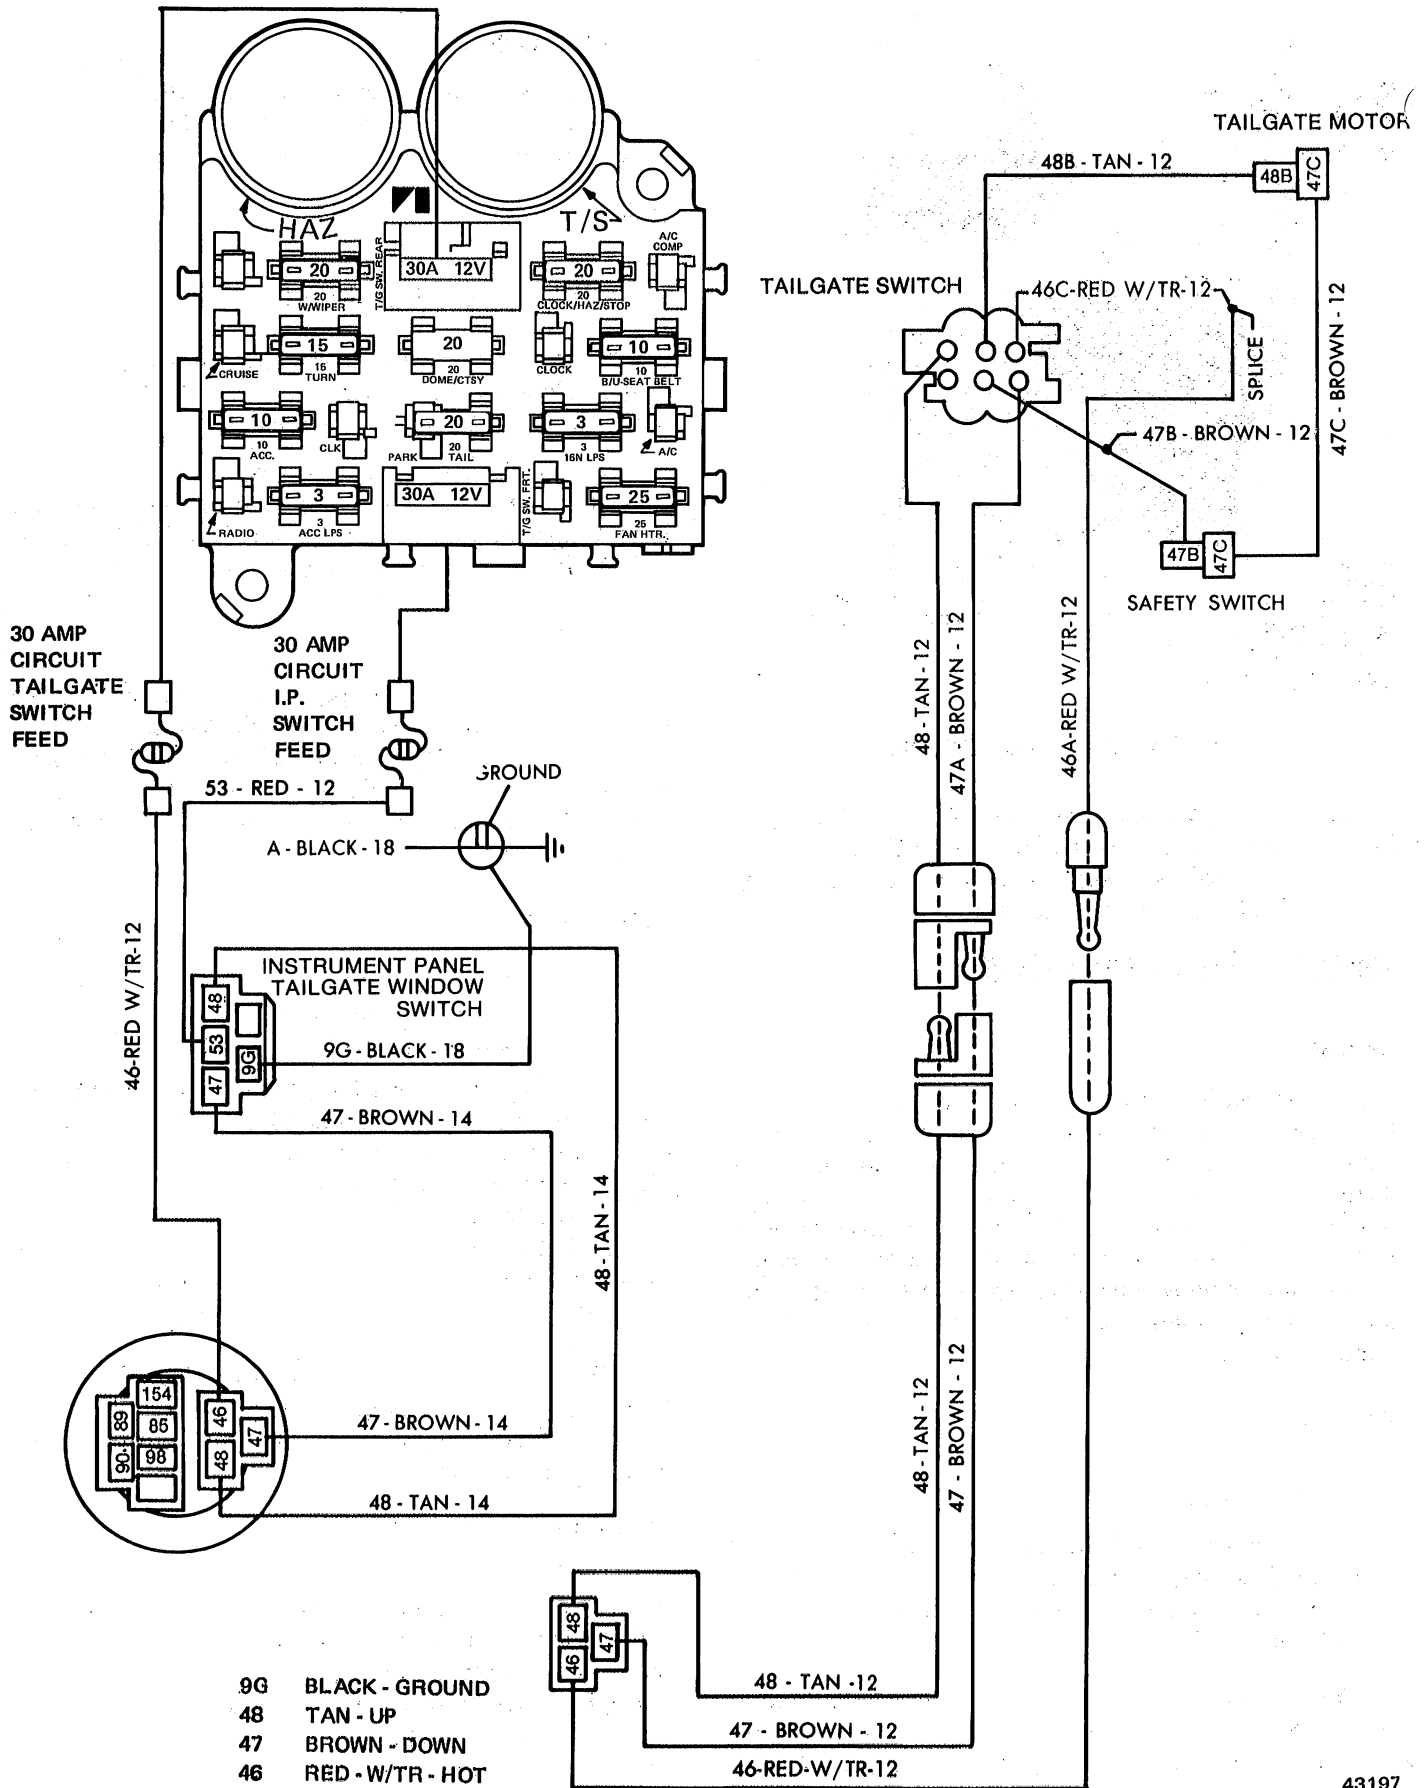 TAILGATE MOTOR
48B - TAN - 12
48B
47C
HAZ
T/S
A/C
COMP
T/G SW. REAR
20
20
W/WIPER
30A 12V
20
20
CLOCK/HAZ/STOP
TAILGATE SWITCH
46C-RED W/TR-12
SPLICE
47C - BROWN - 12
CRUISE
15
15
TURN
20
20
DOME/CTSY
CLOCK
10
10
B/U-SEAT BELT
10
10
ACC.
CLK
PARK
20
20
TAIL
3
3
16N LPS
A/C
47B - BROWN - 12
RADIO
3
3
ACC LPS
30A 12V
T/G SW. FRT.
25
25
FAN HTR.
47B
47C
SAFETY SWITCH
30 AMP
CIRCUIT
TAILGATE
SWITCH
FEED
30 AMP
CIRCUIT
I.P.
SWITCH
FEED
48 - TAN - 12
47A - BROWN - 12
46A-RED W/TR-12
53 - RED - 12
GROUND
A - BLACK - 18
46-RED W/TR-12
INSTRUMENT PANEL
TAILGATE WINDOW
SWITCH
48
53
9G
47
9G - BLACK - 18
47 - BROWN - 14
48 - TAN - 14
154
89
85
90
98
46
47
48
47 - BROWN - 14
48 - TAN - 14
48 - TAN - 12
47 - BROWN - 12
48
47
46
48 - TAN -12
47 - BROWN - 12
46-RED-W/TR-12
9G BLACK - GROUND
48 TAN - UP
47 BROWN - DOWN
46 RED - W/TR - HOT
43197